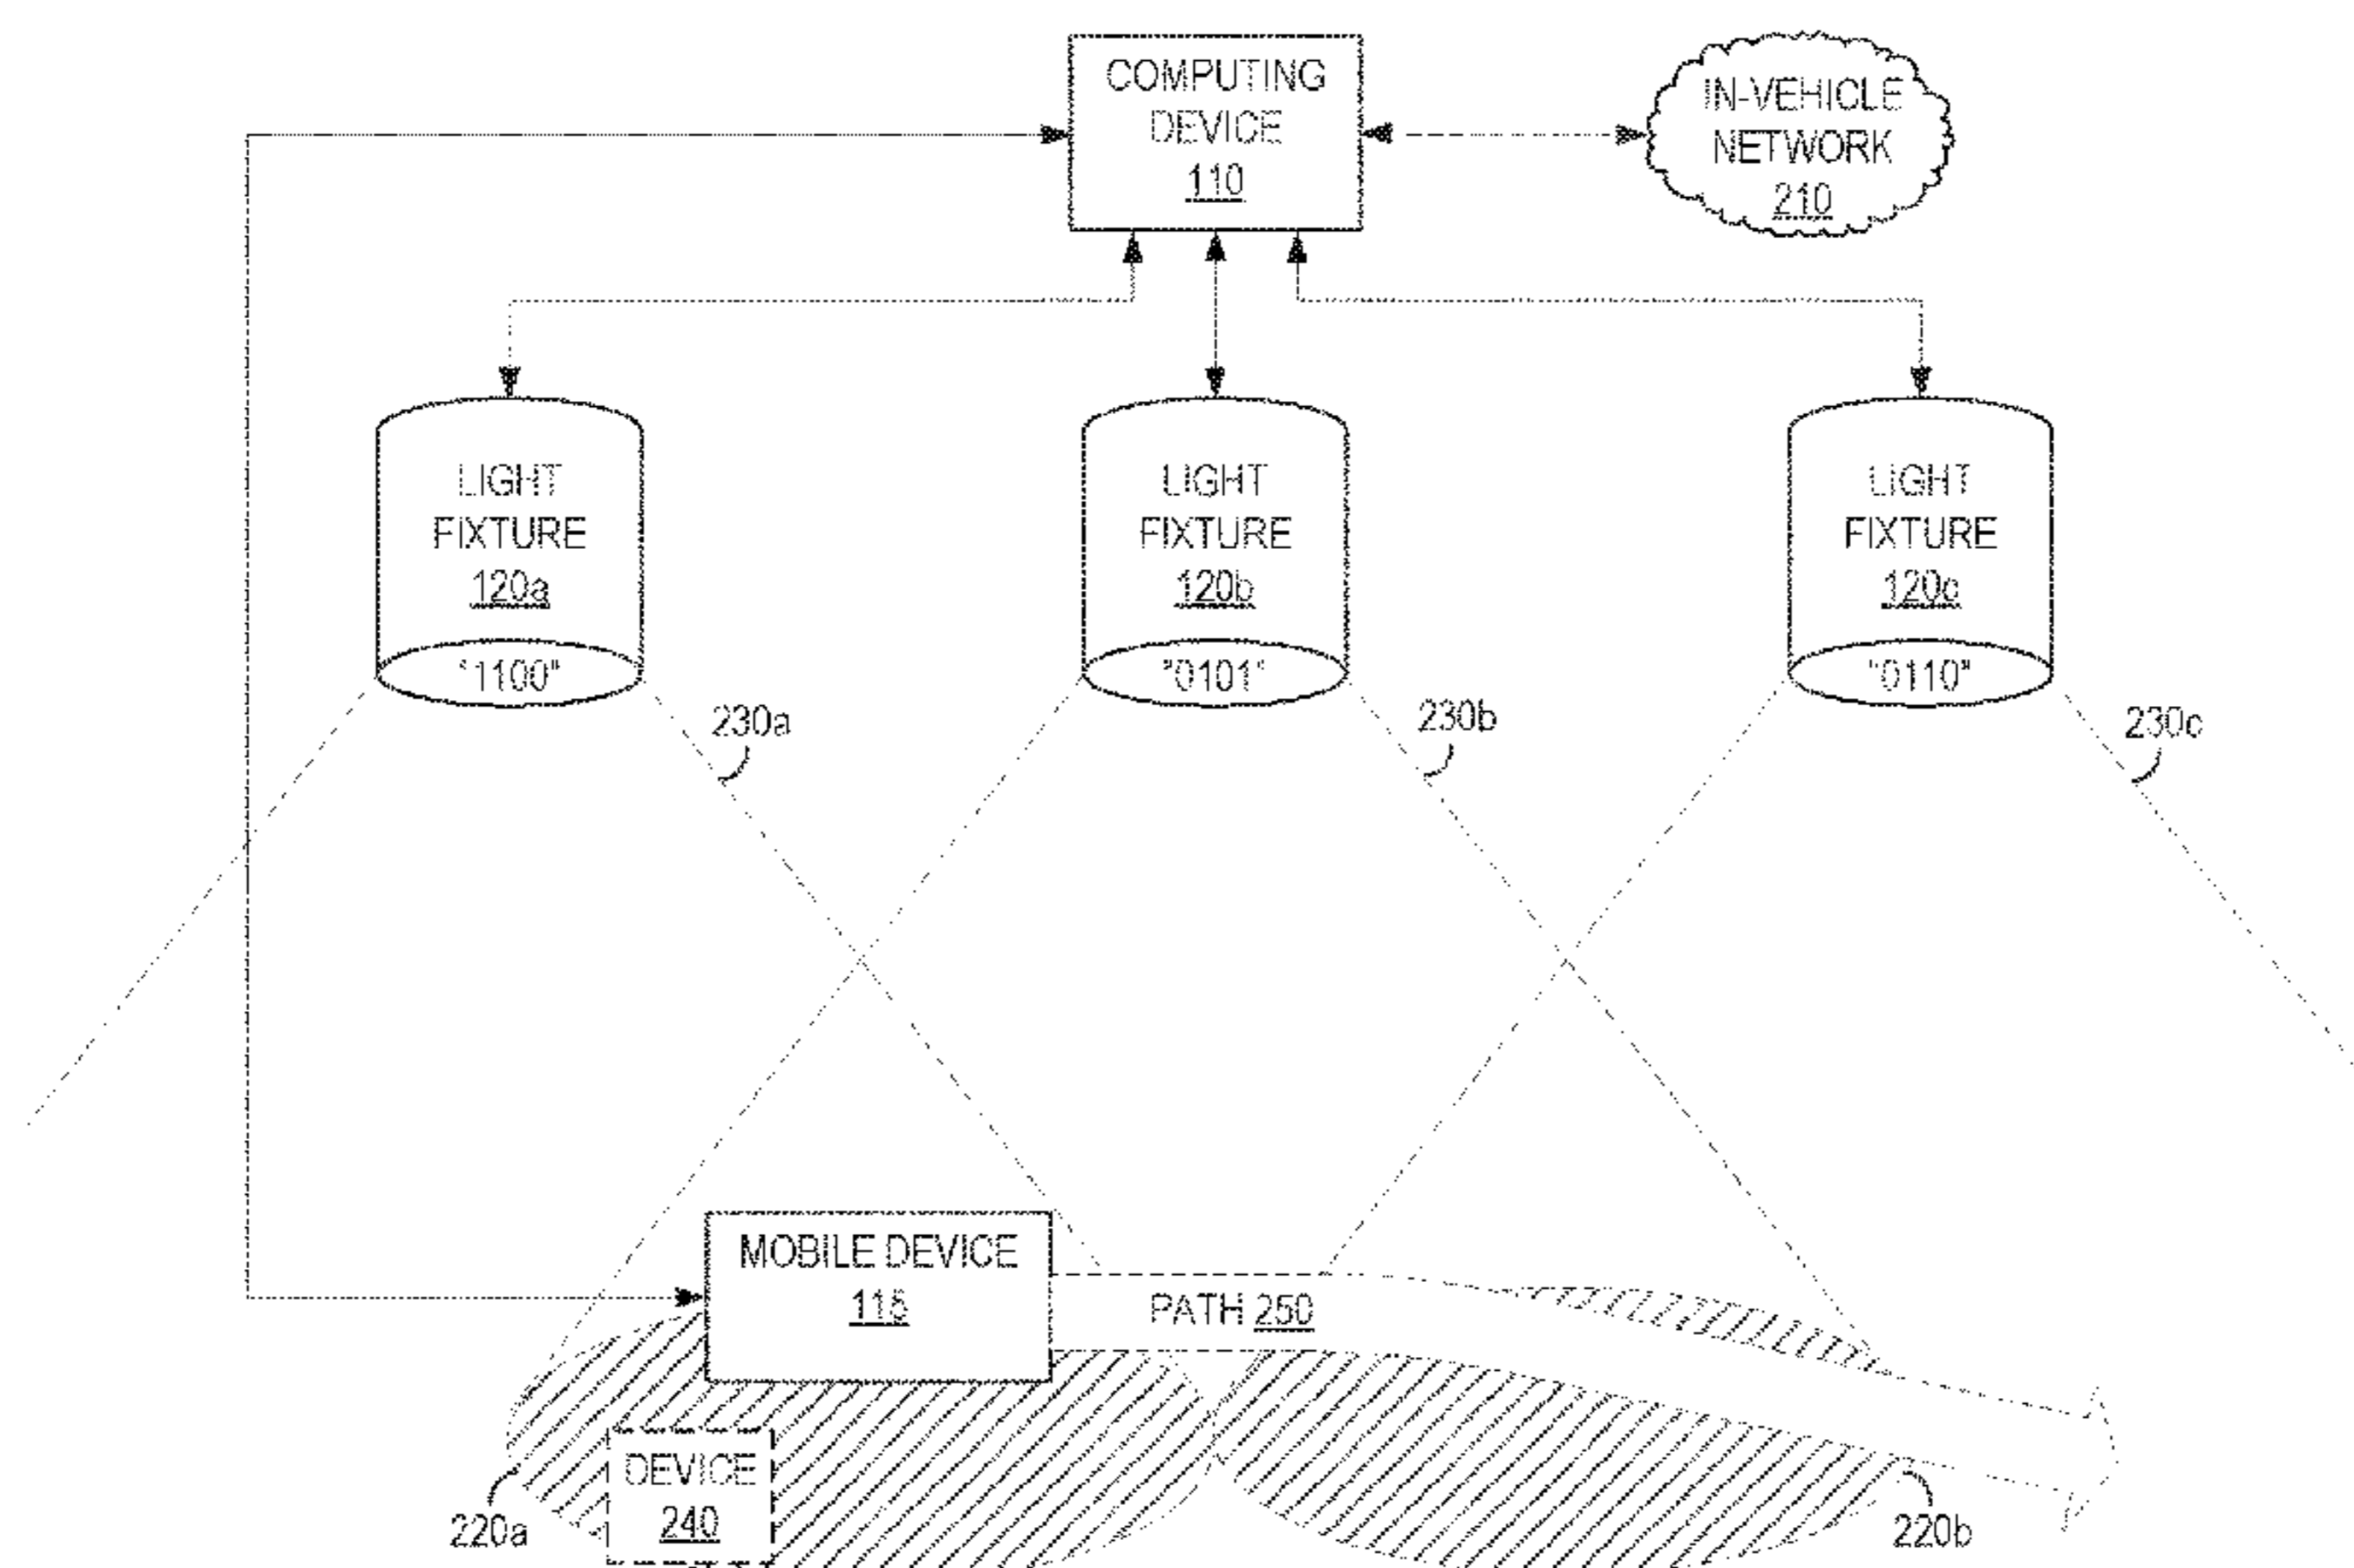 COMPUTING
DEVICE
110
IN-VEHICLE
NETWORK
210
LIGHT
FIXTURE
120a
"1100"
LIGHT
FIXTURE
120b
"0101"
LIGHT
FIXTURE
120c
"0110"
230a
230b
230c
MOBILE DEVICE
115
PATH 250
DEVICE
240
220a
220b